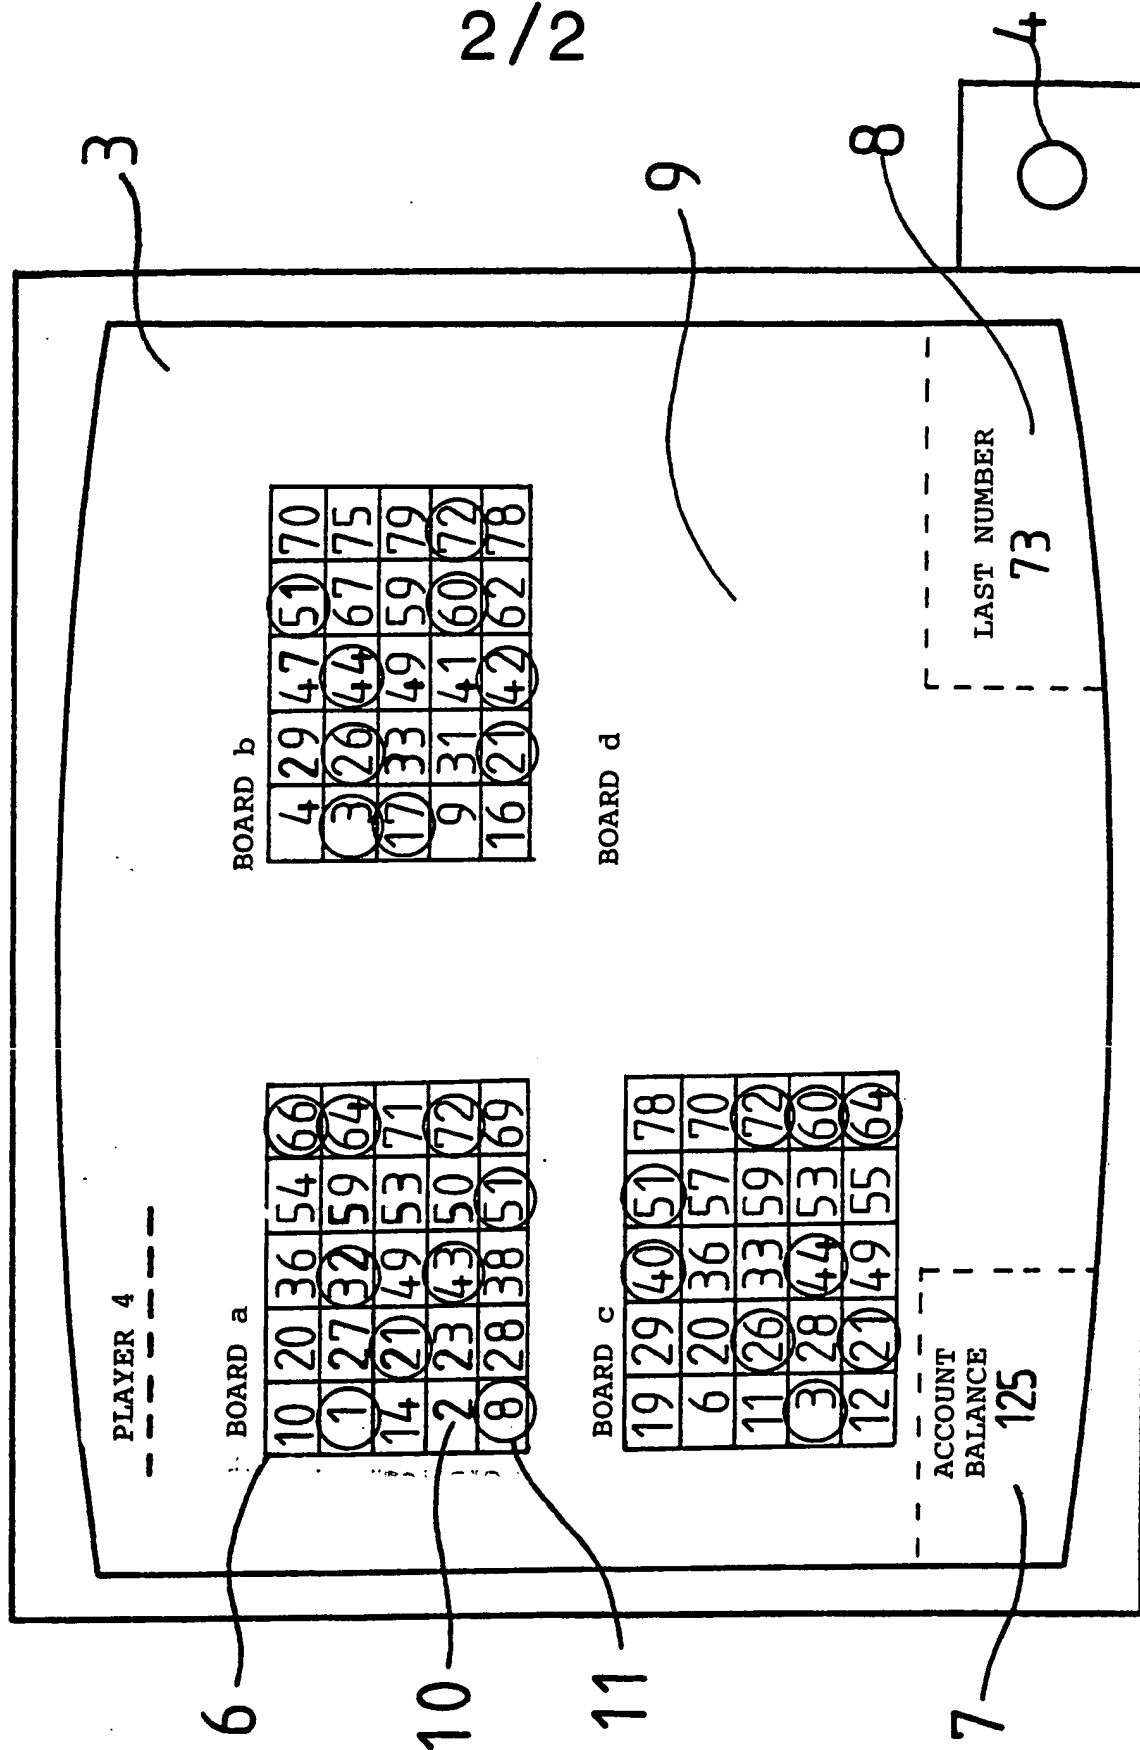 2/2
3
PLAYER 4
BOARD a
10 20 36 54 66
1 27 32 59 64
14 21 49 53 71
2 23 43 50 72
8 28 38 51 69
BOARD b
4 29 47 51 70
3 26 44 67 75
17 33 49 59 79
9 31 41 60 72
16 21 42 62 78
6
10
11
9
BOARD c
19 29 40 51 78
6 20 36 57 70
11 26 33 59 72
3 28 44 53 60
12 21 49 55 64
BOARD d
ACCOUNT
BALANCE
125
LAST NUMBER
73
7
8
4